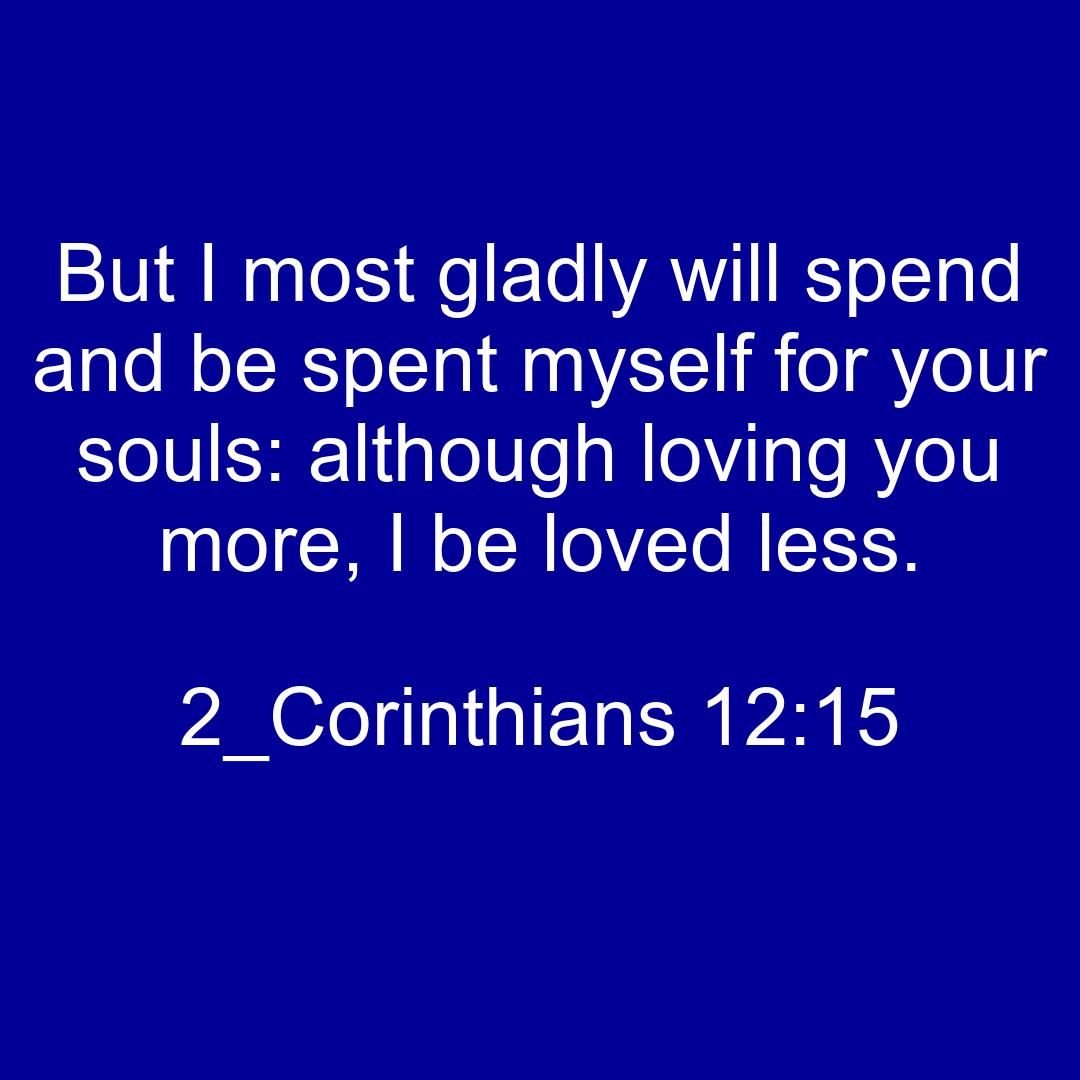 But I most gladly will spend
and be spent myself for your
souls: although loving you
more, I be loved less.
2_Corinthians 12:15